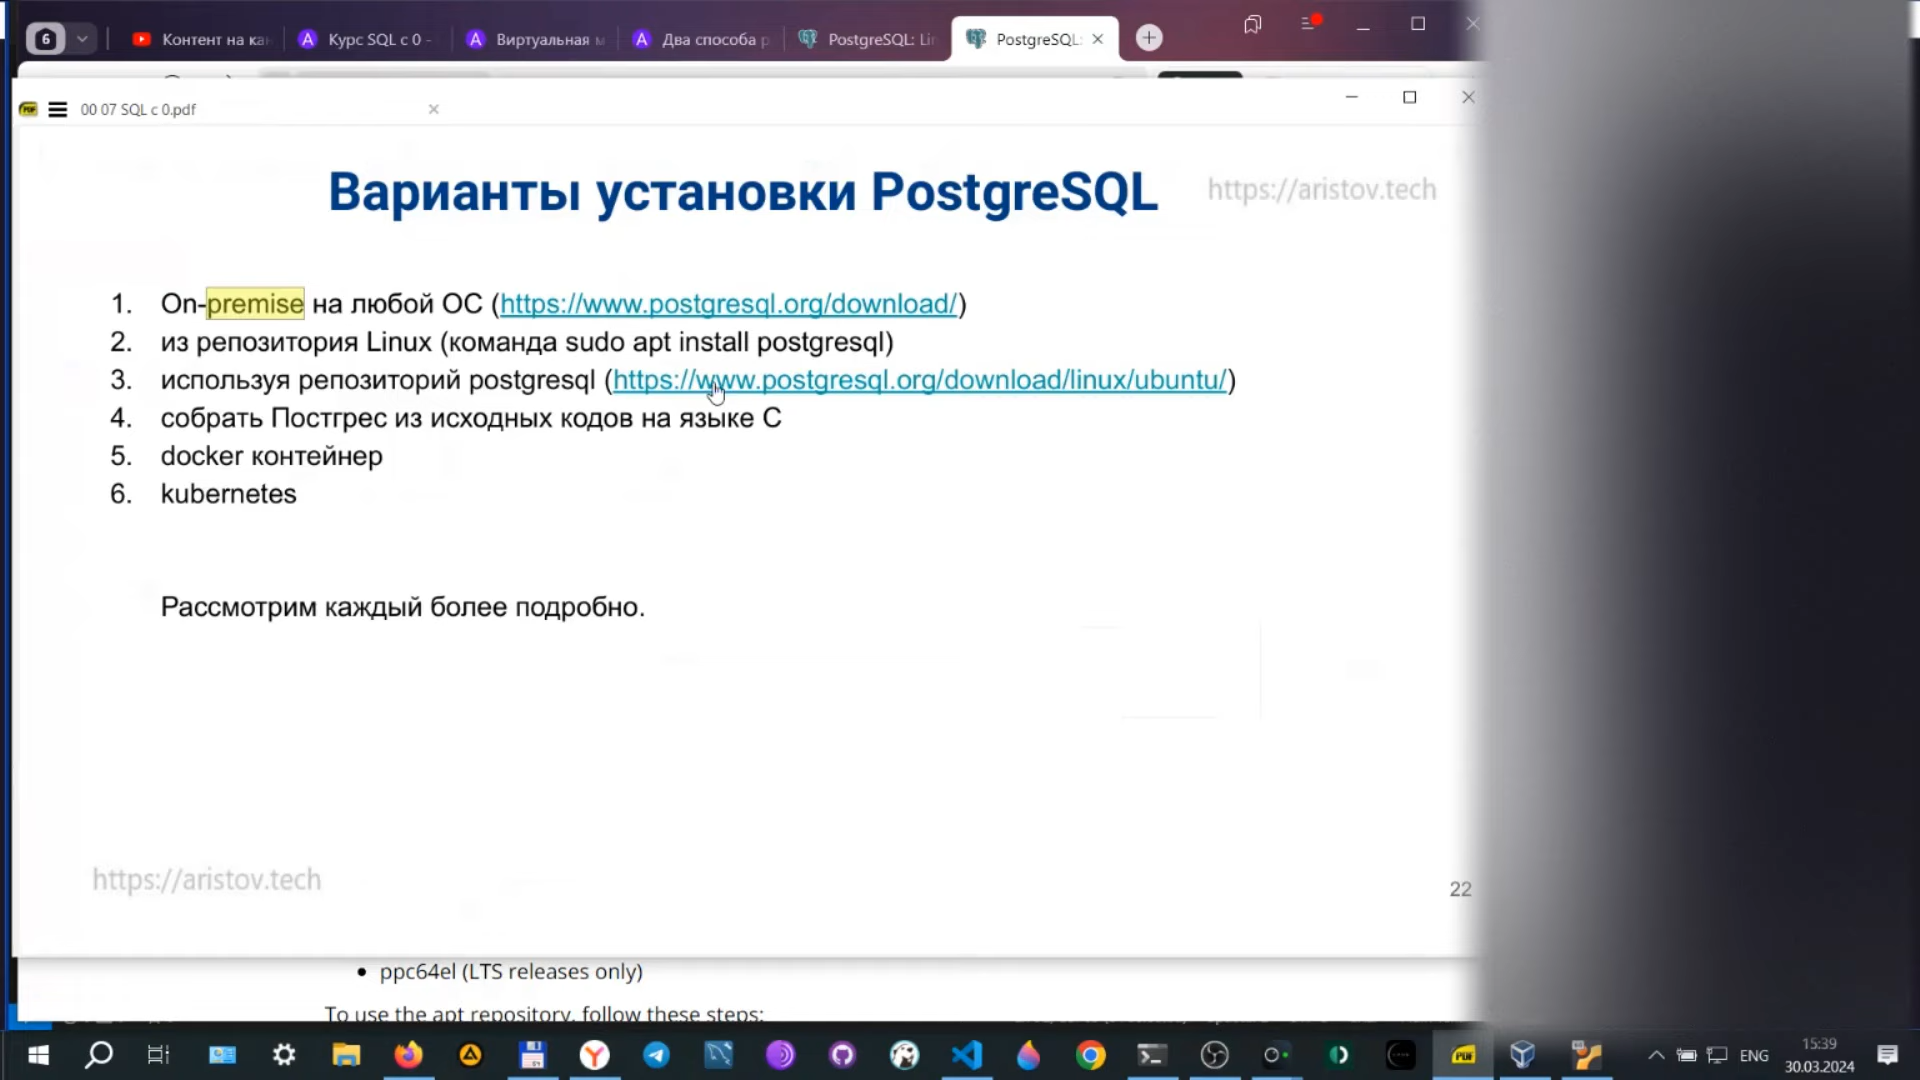 6
Контент на ка
Курс SQL с 0 -
Виртуальная м
Два способа р
PostgreSQL: Li
PostgreSQL:
00 07 SQL с 0.pdf
Варианты установки PostgreSQL
https://aristov.tech
1. On-premise на любой ОС (https://www.postgresql.org/download/)
2. из репозитория Linux (команда sudo apt install postgresql)
3. используя репозиторий postgresql (https://www.postgresql.org/download/linux/ubuntu/)
4. собрать Постгрес из исходных кодов на языке С
5. docker контейнер
6. kubernetes
Рассмотрим каждый более подробно.
https://aristov.tech
22
• ppc64el (LTS releases only)
To use the apt repository, follow these steps:
ENG
15:39
30.03.2024